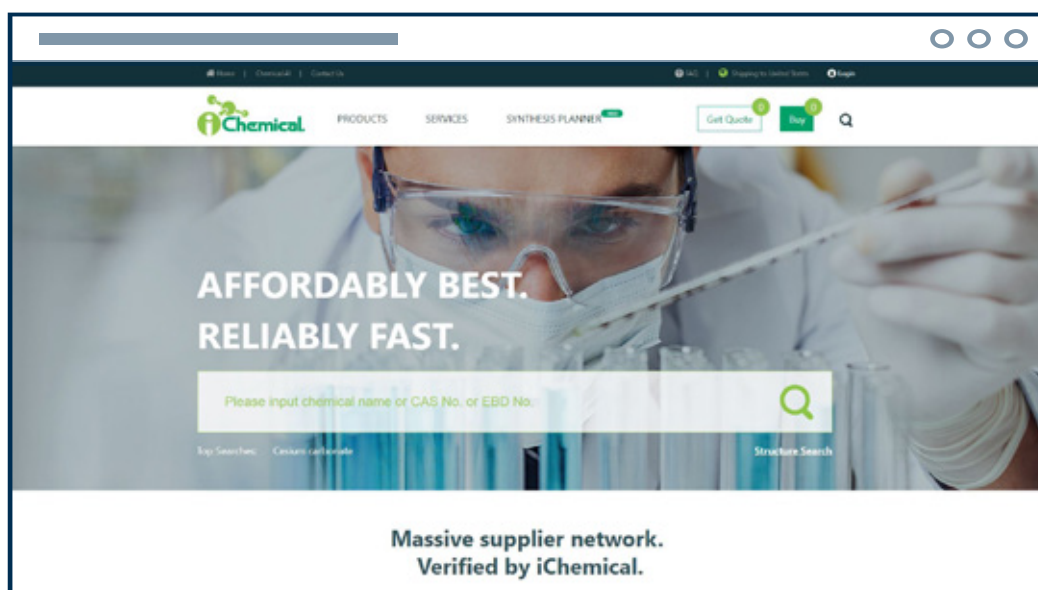 Home | ChemicalAI | Contact Us
FAQ | Shipping to United States Login
iChemical
PRODUCTS SERVICES SYNTHESIS PLANNER
Get Quote 0 Buy 0
AFFORDABLY BEST.
RELIABLY FAST.
Please input chemical name or CAS No. or EBD No.
Top Searches: Cesium carbonate
Structure Search
Massive supplier network.
Verified by iChemical.